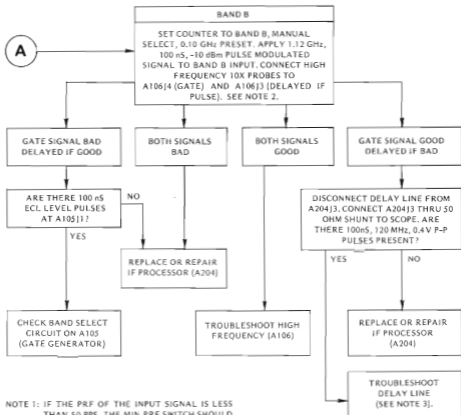 BAND B
A
SET COUNTER TO BAND B, MANUAL
SELECT, 0.10 GHz PRESET. APPLY 1.12 GHz,
100 nS, -10 dBm PULSE MODULATED
SIGNAL TO BAND B INPUT. CONNECT HIGH
FREQUENCY 10X PROBES TO
A106J4 (GATE) AND A106J3 (DELAYED IF
PULSE). SEE NOTE 2.
GATE SIGNAL BAD
DELAYED IF GOOD
BOTH SIGNALS
BAD
BOTH SIGNALS
GOOD
GATE SIGNAL GOOD
DELAYED IF BAD
ARE THERE 100 nS
ECL LEVEL PULSES
AT A105J1?
NO
YES
DISCONNECT DELAY LINE FROM
A204J3. CONNECT A204J3 THRU 50
OHM SHUNT TO SCOPE. ARE
THERE 100nS, 120 MHz, 0.4 V P-P
PULSES PRESENT?
YES
NO
REPLACE OR REPAIR
IF PROCESSOR (A204)
CHECK BAND SELECT
CIRCUIT ON A105
(GATE GENERATOR)
TROUBLESHOOT HIGH
FREQUENCY (A106)
REPLACE OR REPAIR
IF PROCESSOR
(A204)
TROUBLESHOOT
DELAY LINE
(SEE NOTE 3).
NOTE 1: IF THE PRF OF THE INPUT SIGNAL IS LESS
THAN 50 PPS, THE MIN PRF SWITCH SHOULD